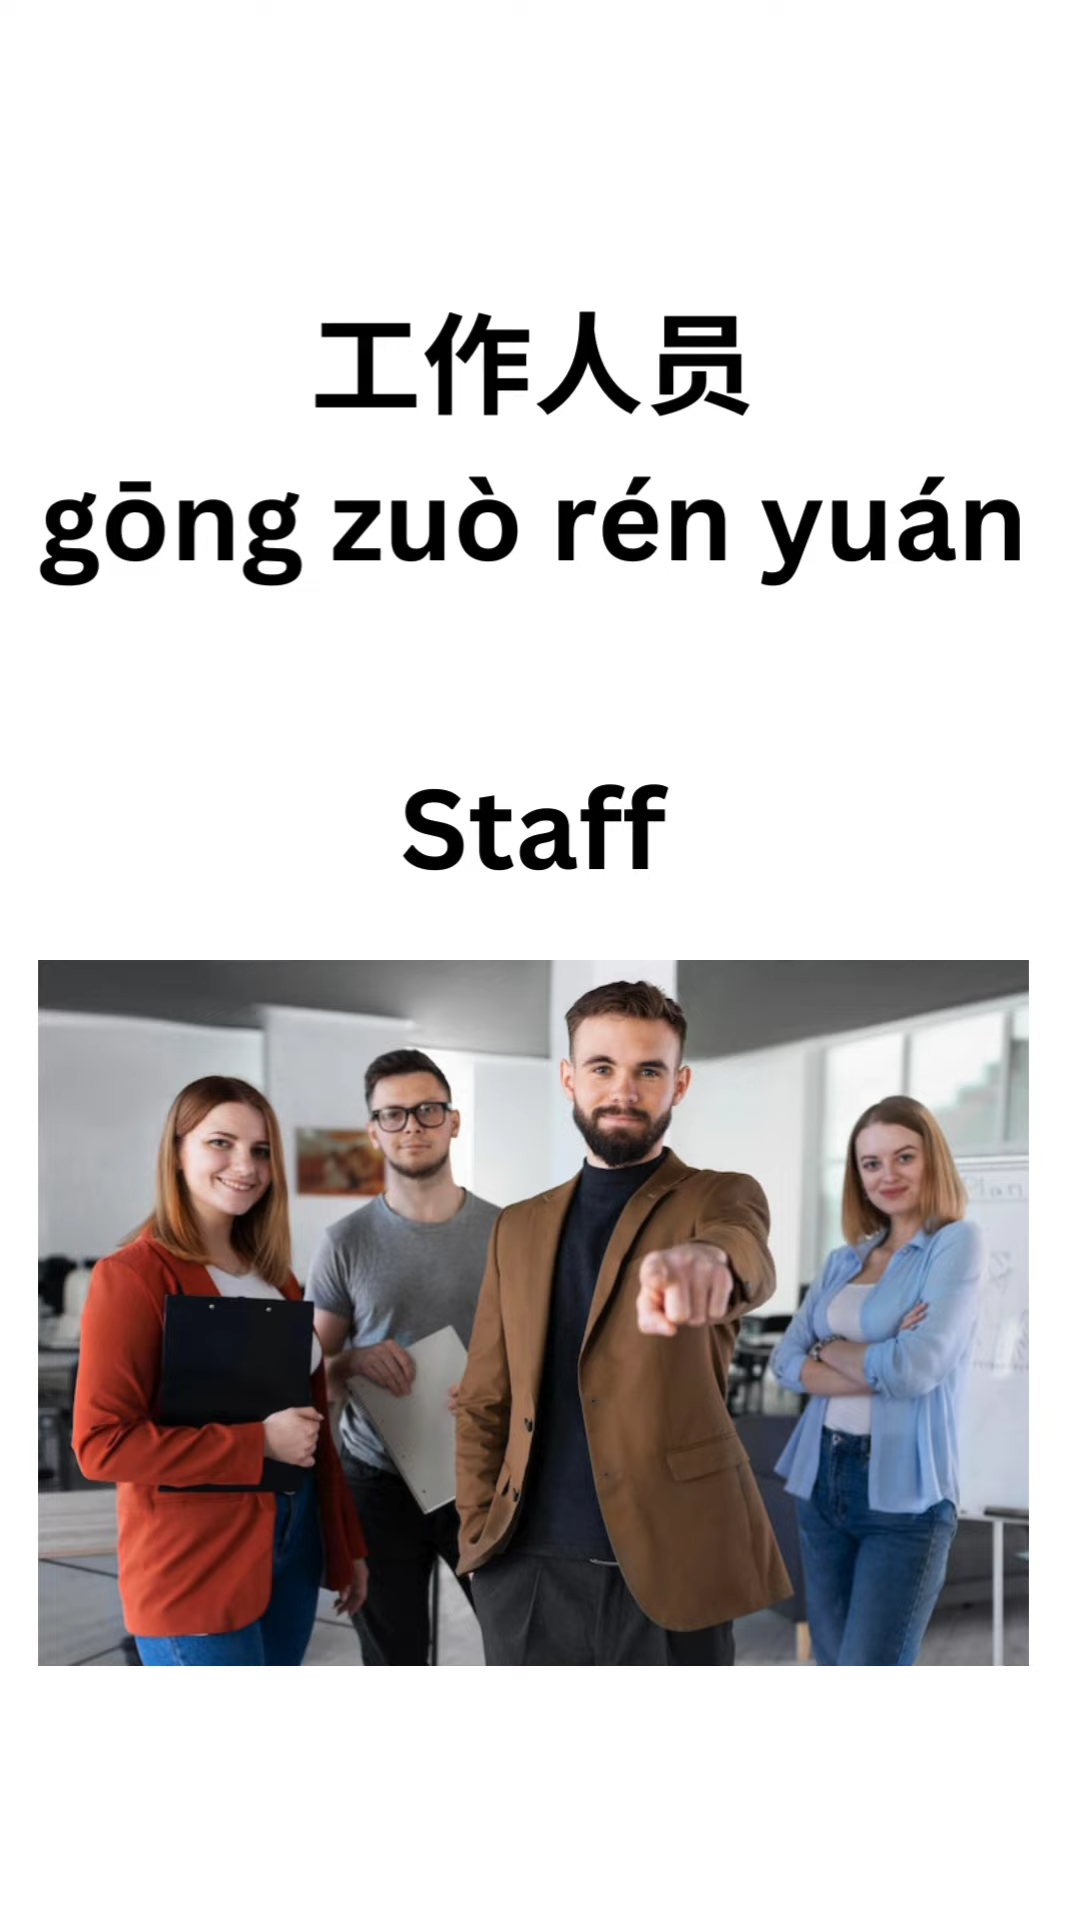 工作人员
gōng zuò rén yuán
Staff